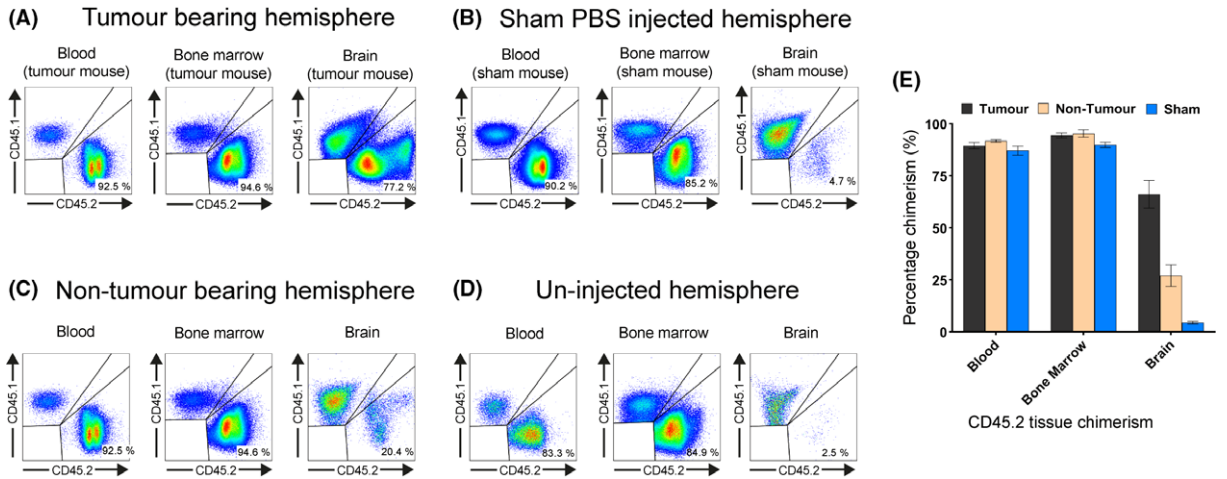 (A) Tumour bearing hemisphere
Blood
(tumour mouse)
Bone marrow
(tumour mouse)
Brain
(tumour mouse)
CD45.1
92.5 %
CD45.2
CD45.1
94.6 %
CD45.2
CD45.1
77.2 %
CD45.2
(B) Sham PBS injected hemisphere
Blood
(sham mouse)
Bone marrow
(sham mouse)
Brain
(sham mouse)
CD45.1
90.2 %
CD45.2
CD45.1
85.2 %
CD45.2
CD45.1
4.7 %
CD45.2
(C) Non-tumour bearing hemisphere
Blood
Bone marrow
Brain
CD45.1
92.5 %
CD45.2
CD45.1
94.6 %
CD45.2
CD45.1
20.4 %
CD45.2
(D) Un-injected hemisphere
Blood
Bone marrow
Brain
CD45.1
83.3 %
CD45.2
CD45.1
84.9 %
CD45.2
CD45.1
2.5 %
CD45.2
(E)
Tumour Non-Tumour Sham
Percentage chimerism (%)
100
75
50
25
0
Blood
Bone Marrow
Brain
CD45.2 tissue chimerism